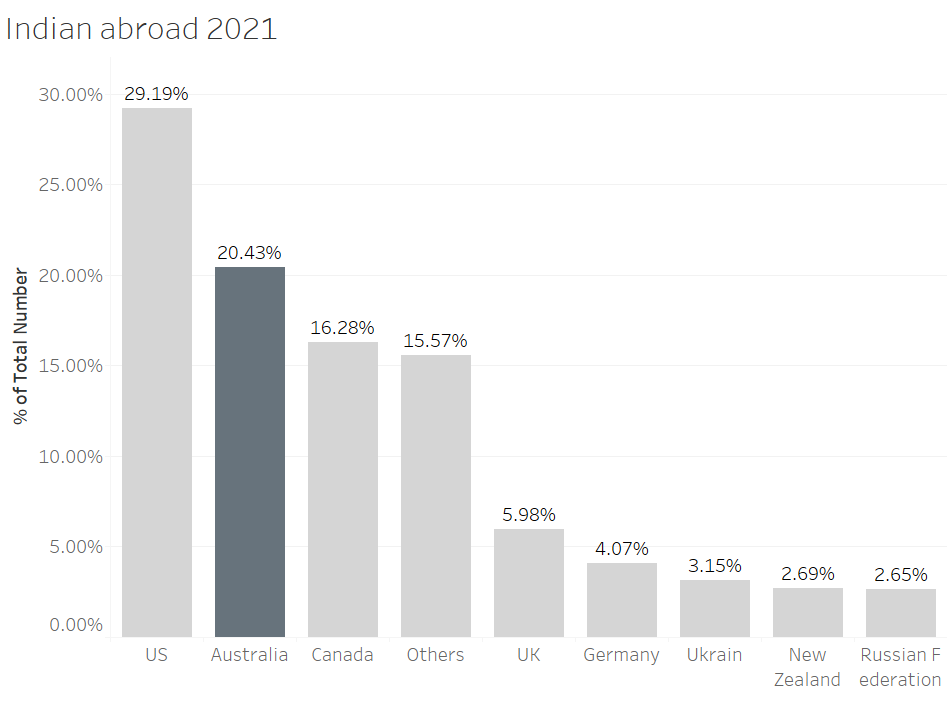 Indian abroad 2021
% of Total Number
30.00%
25.00%
20.00%
15.00%
10.00%
5.00%
0.00%
29.19%
20.43%
16.28%
15.57%
5.98%
4.07%
3.15%
2.69%
2.65%
US
Australia
Canada
Others
UK
Germany
Ukrain
New
Zealand
Russian F
ederation